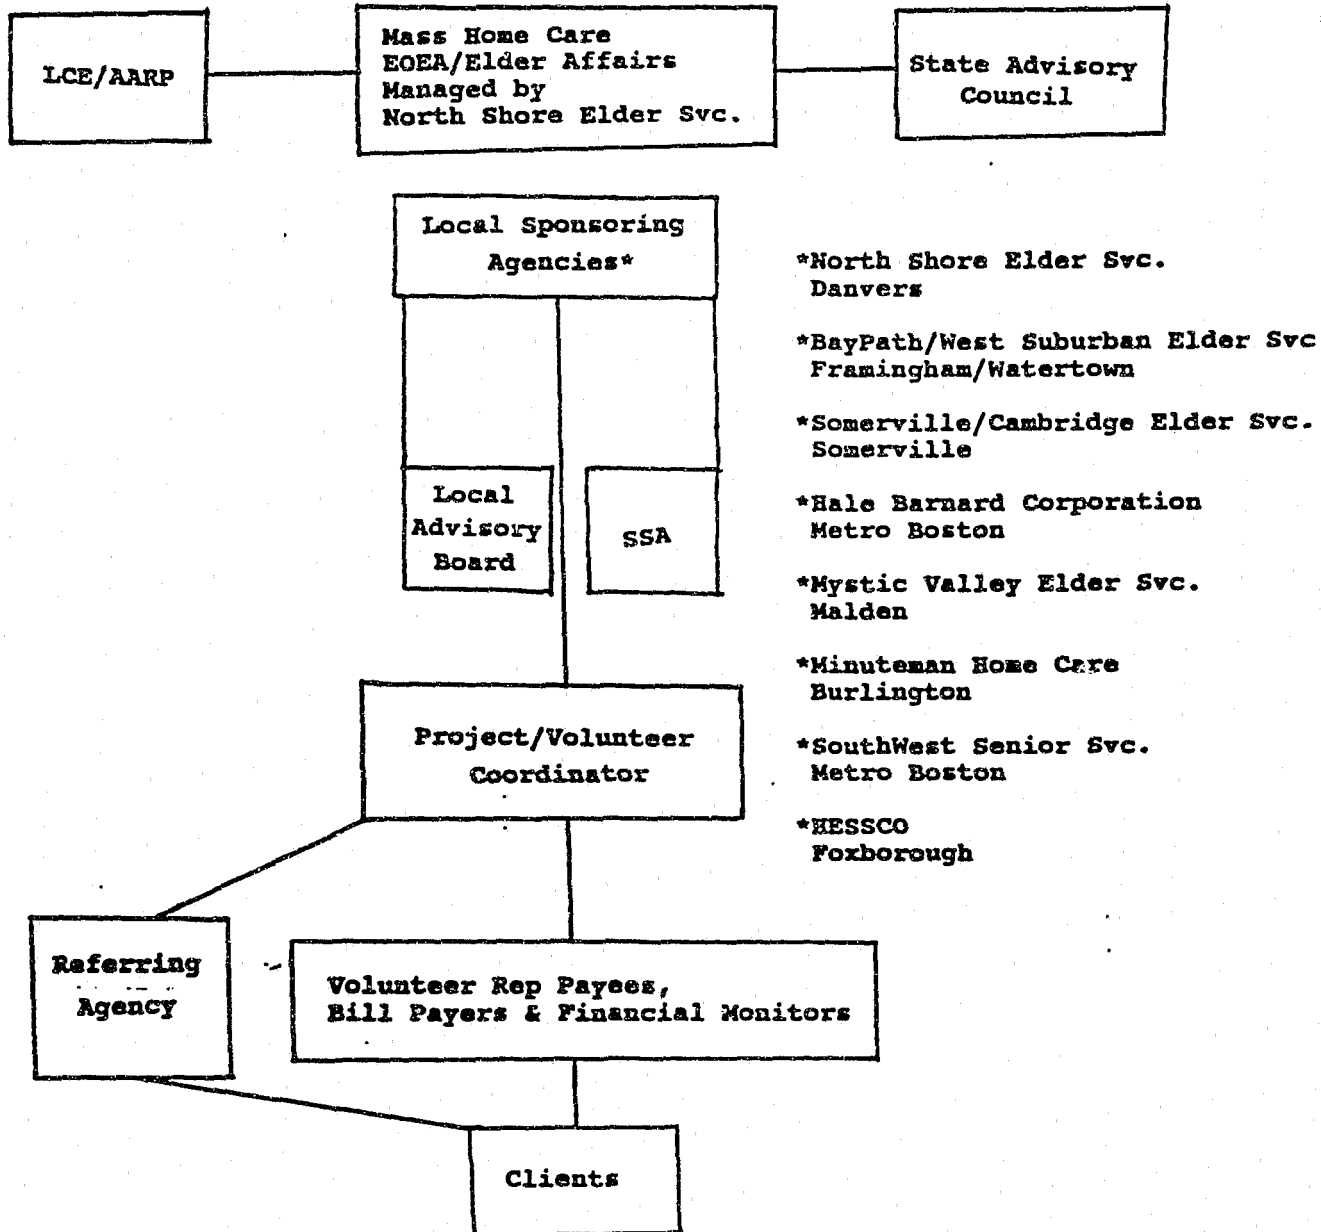 LCE/AARP
Mass Home Care
EOEA/Elder Affairs
Managed by
North Shore Elder Svc.
State Advisory
Council
Local Sponsoring
Agencies*
*North Shore Elder Svc.
Danvers
*BayPath/West Suburban Elder Svc
Framingham/Watertown
*Somerville/Cambridge Elder Svc.
Somerville
*Hale Barnard Corporation
Metro Boston
*Mystic Valley Elder Svc.
Malden
*Minuteman Home Care
Burlington
*SouthWest Senior Svc.
Metro Boston
*HESSCO
Foxborough
Local
Advisory
Board
SSA
Project/Volunteer
Coordinator
Referring
Agency
Volunteer Rep Payees,
Bill Payers & Financial Monitors
Clients